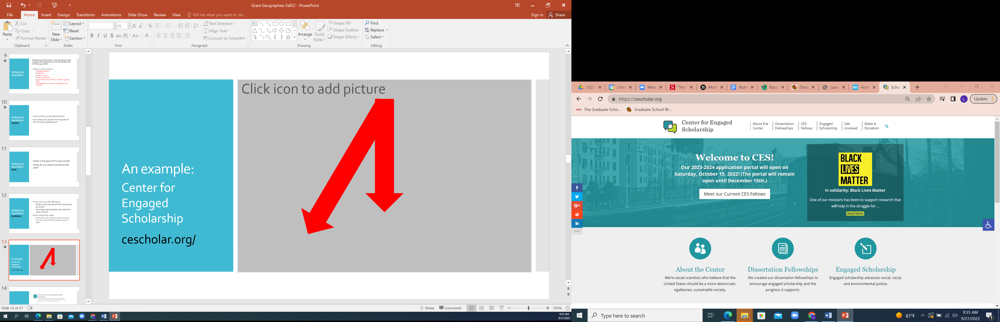 Grant Geographies Fall22 - PowerPoint
File Home Insert Design Transitions Animations Slide Show Review View Tell me what you want to do... Sign in Share
Paste
Cut
Copy
Format Painter
Clipboard
New Slide
Layout
Reset
Section
Slides
36
B I U S abc AV Aa A
Font
Text Direction
Align Text
Convert to SmartArt
Paragraph
Arrange
Quick Styles
Shape Fill
Shape Outline
Shape Effects
Drawing
Find
Replace
Select
Editing
9
Writing Your
Application
Rhetorical Situation = the situation that
shapes the argument and the potential
of the argument
What's in that situation?
Speaker/author
Audience
Issue or topic
Goal or purpose
Constraints (word limit, medium, genre,
etc.)
The particular moment (exigence and
context)
10
Writing Your
Application:
Author
Know what you are talking about
How does your project fit the goals of
this funding organization?
11
Writing Your
Application:
Goal
What is the goal of this document?
What do you need to achieve that
goal?
12
Writing Your
Application:
Audience
Know who you are talking to
What do they say about their values and
priorities?
How does that translate into what they
want to fund?
Know what they want
In general, your audience wants to know
how you will help the program meet its
goals
13
An example:
Center for
Engaged
Scholarship
cescholar.org/
14
Click icon to add picture
An example:
Center for
Engaged
Scholarship
cescholar.org/
Slide 13 of 27
Notes Comments 103%
9:35 AM
9/27/2022
2023 Univ Meet This Most Note Race Disse Laun Hom Scho
https://cescholar.org
L Update
The Graduate Scho... Graduate School W...
Center for Engaged
Scholarship
About the
Center
Dissertation
Fellowships
CES
Fellows
Engaged
Scholarship
Get
Involved
Make A
Donation
Welcome to CES!
Our 2023-2024 application portal will open on
Saturday, October 15, 2022! (The portal will remain
open until December 15th.)
Meet our Current CES Fellows
BLACK
LIVES
MATTER
In solidarity: Black Lives Matter
One of our missions has been to support research that
will help in the struggle for ...
Read More
About the Center
We're social scientists who believe that the
United States should be a more democratic,
egalitarian, sustainable society.
Dissertation Fellowships
We created our dissertation fellowships to
encourage engaged scholarship and the
progress it supports.
Engaged Scholarship
Engaged scholarship advances social, racial,
and environmental justice.
Type here to search
61°F
9:35 AM
9/27/2022